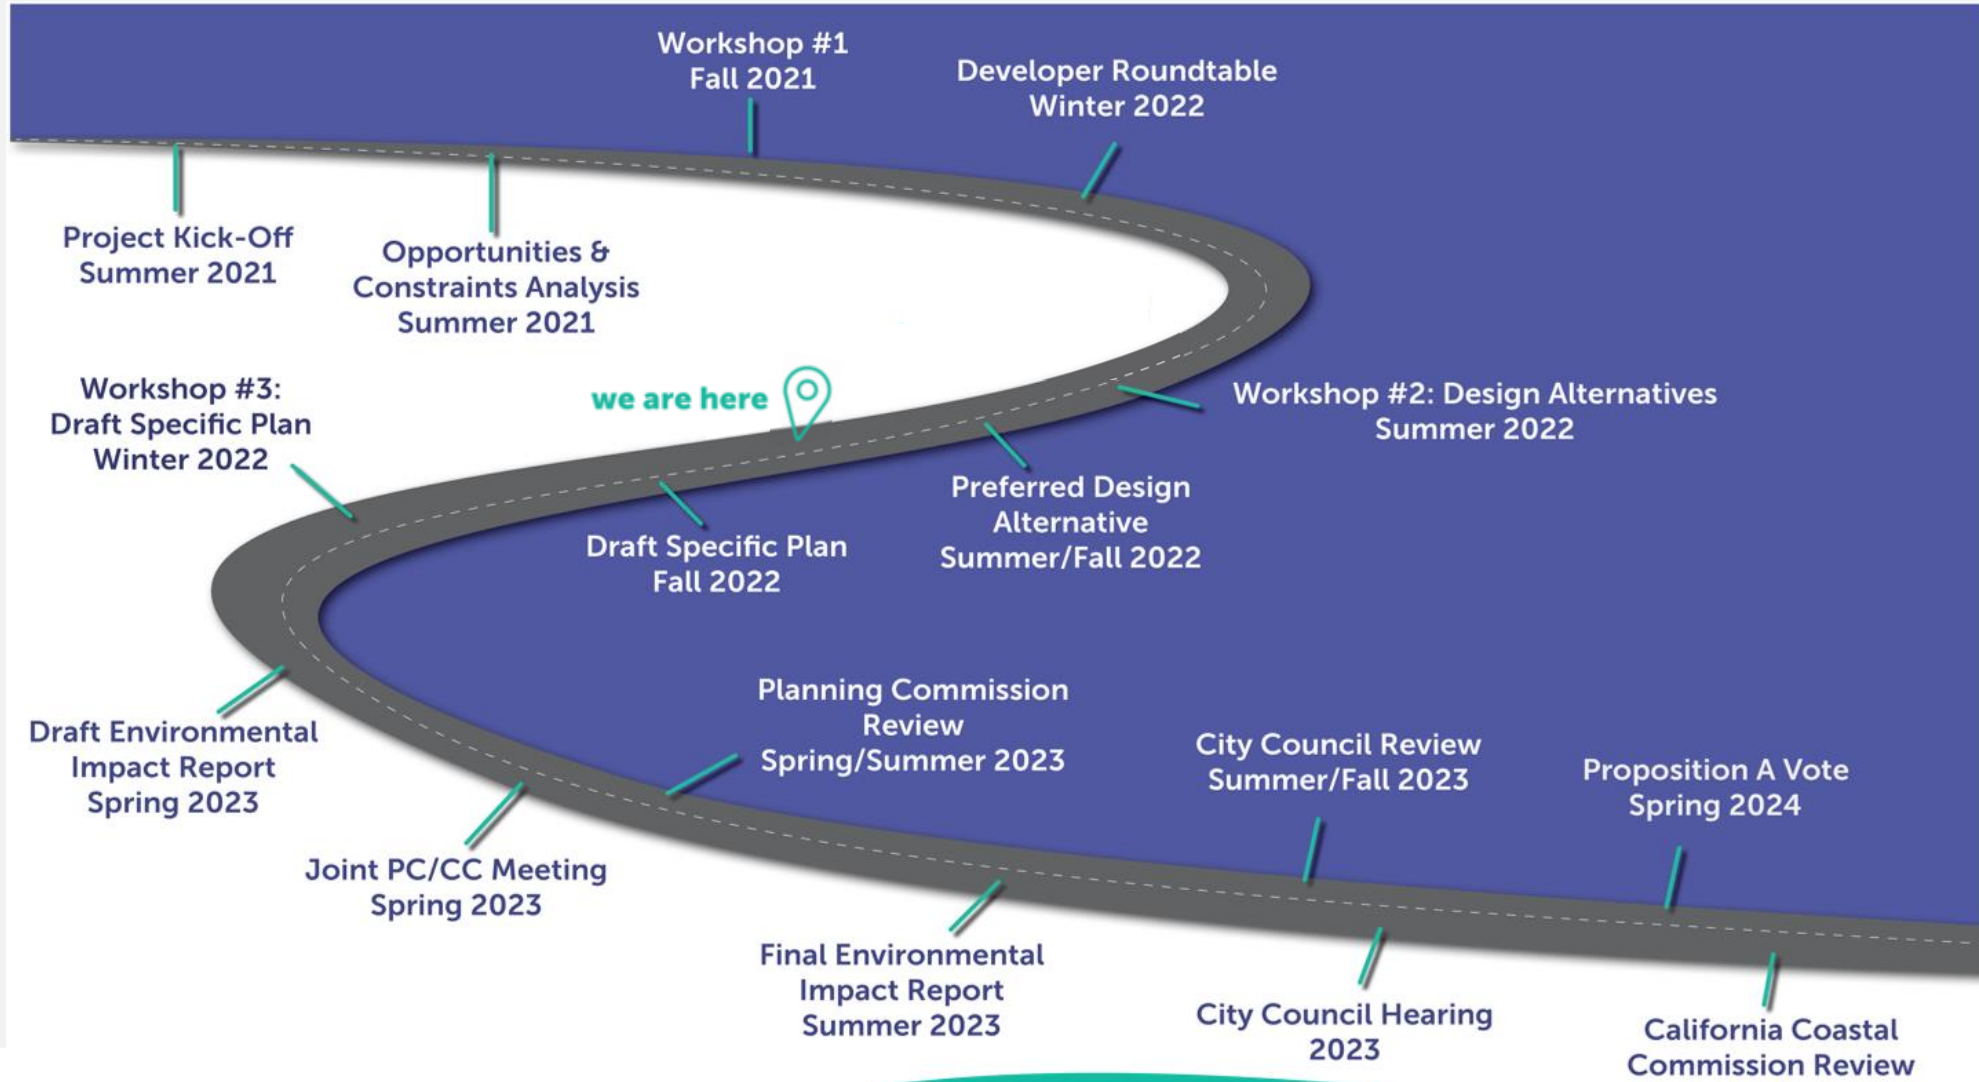 Workshop #1
Fall 2021
Developer Roundtable
Winter 2022
Project Kick-Off
Summer 2021
Opportunities &
Constraints Analysis
Summer 2021
Workshop #3:
Draft Specific Plan
Winter 2022
we are here
Workshop #2: Design Alternatives
Summer 2022
Preferred Design
Alternative
Summer/Fall 2022
Draft Specific Plan
Fall 2022
Draft Environmental
Impact Report
Spring 2023
Planning Commission
Review
Spring/Summer 2023
City Council Review
Summer/Fall 2023
Proposition A Vote
Spring 2024
Joint PC/CC Meeting
Spring 2023
Final Environmental
Impact Report
Summer 2023
City Council Hearing
2023
California Coastal
Commission Review